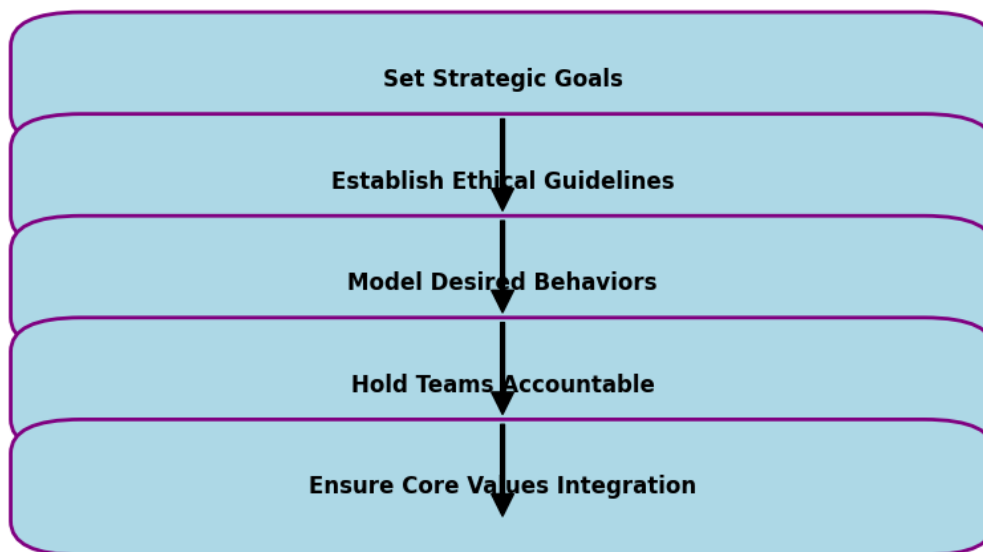 Set Strategic Goals
Establish Ethical Guidelines
Model Desired Behaviors
Hold Teams Accountable
Ensure Core Values Integration